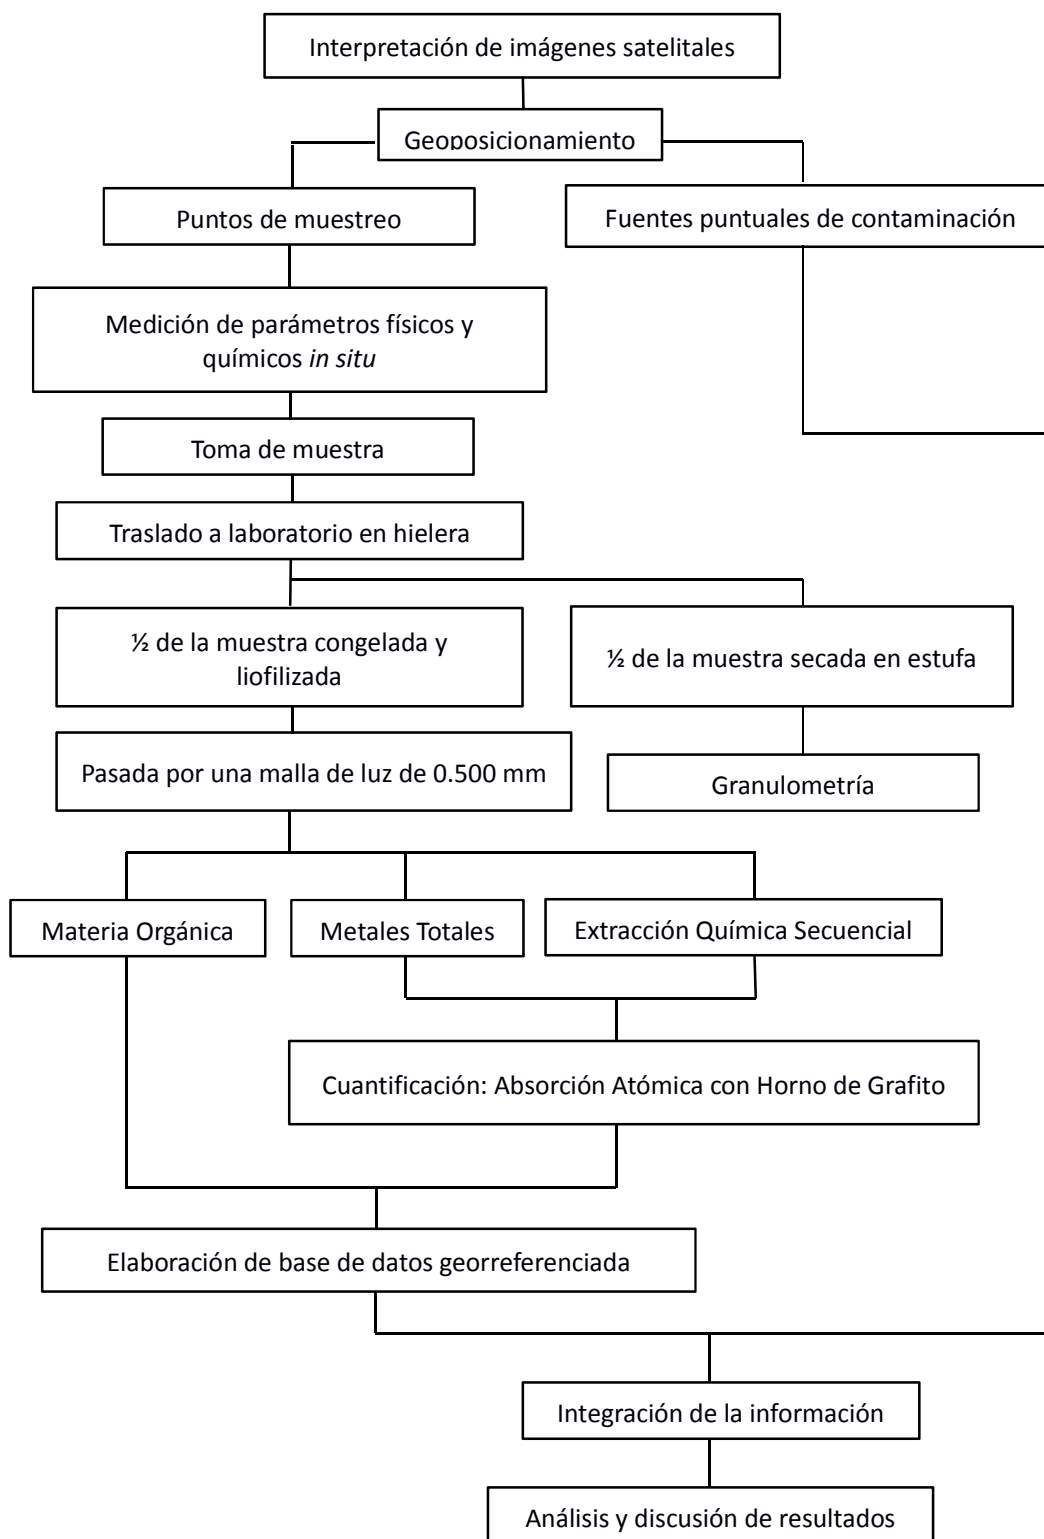 Interpretación de imágenes satelitales
Geoposicionamiento
Puntos de muestreo
Fuentes puntuales de contaminación
Medición de parámetros físicos y
químicos in situ
Toma de muestra
Traslado a laboratorio en hielera
½ de la muestra congelada y
liofilizada
½ de la muestra secada en estufa
Pasada por una malla de luz de 0.500 mm
Granulometría
Materia Orgánica
Metales Totales
Extracción Química Secuencial
Cuantificación: Absorción Atómica con Horno de Grafito
Elaboración de base de datos georreferenciada
Integración de la información
Análisis y discusión de resultados